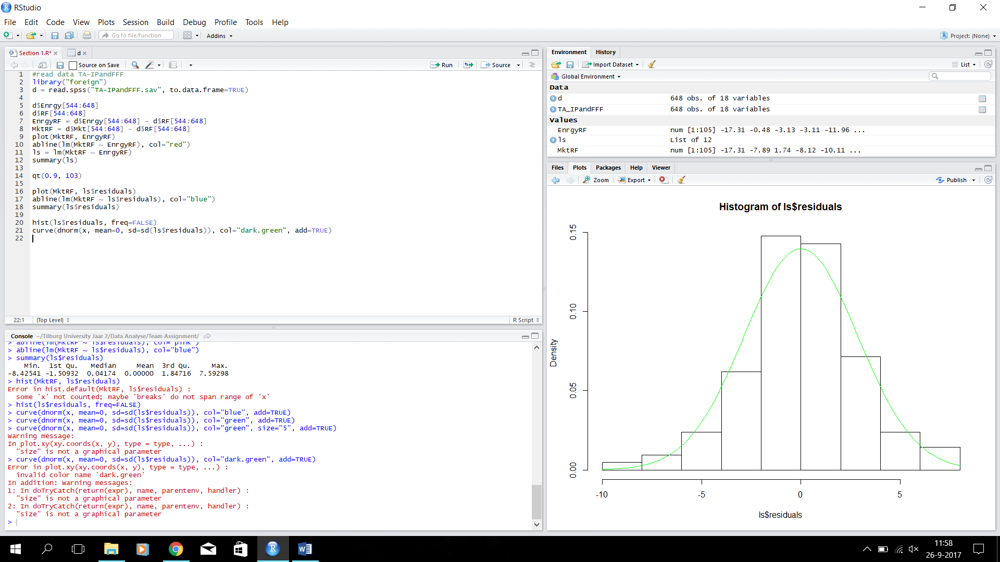 RStudio
File Edit Code View Plots Session Build Debug Profile Tools Help
Go to file/function Addins Project: (None)
Section 1.R* d
Source on Save Run Source
1 #read data TA-IPandFFF
2 library("foreign")
3 d = read.spss("TA-IPandFFF.sav", to.data.frame=TRUE)
4
5 d$Enrgy[544:648]
6 d$RF[544:648]
7 EnrgyRF = d$Enrgy[544:648] - d$RF[544:648]
8 MktRF = d$Mkt[544:648] - d$RF[544:648]
9 plot(MktRF, EnrgyRF)
10 abline(lm(MktRF ~ EnrgyRF), col="red")
11 ls = lm(MktRF ~ EnrgyRF)
12 summary(ls)
13
14 qt(0.9, 103)
15
16 plot(MktRF, ls$residuals)
17 abline(lm(MktRF ~ ls$residuals), col="blue")
18 summary(ls$residuals)
19
20 hist(ls$residuals, freq=FALSE)
21 curve(dnorm(x, mean=0, sd=sd(ls$residuals)), col="dark.green", add=TRUE)
22
22:1 (Top Level) R Script
Console ~/Tilburg University Jaar 2/Data Analyse/Team Assignment/
> abline(lm(MktRF ~ ls$residuals), col="pink")
> abline(lm(MktRF ~ ls$residuals), col="blue")
> summary(ls$residuals)
Min. 1st Qu. Median Mean 3rd Qu. Max.
-8.42541 -1.50932 0.04174 0.00000 1.84716 7.59298
> hist(MktRF, ls$residuals)
Error in hist.default(MktRF, ls$residuals) :
some 'x' not counted; maybe 'breaks' do not span range of 'x'
> hist(ls$residuals, freq=FALSE)
> curve(dnorm(x, mean=0, sd=sd(ls$residuals)), col="blue", add=TRUE)
> curve(dnorm(x, mean=0, sd=sd(ls$residuals)), col="green", add=TRUE)
> curve(dnorm(x, mean=0, sd=sd(ls$residuals)), col="green", size="5", add=TRUE)
Warning message:
In plot.xy(xy.coords(x, y), type = type, ...) :
"size" is not a graphical parameter
> curve(dnorm(x, mean=0, sd=sd(ls$residuals)), col="dark.green", add=TRUE)
Error in plot.xy(xy.coords(x, y), type = type, ...) :
invalid color name 'dark.green'
In addition: Warning messages:
1: In doTryCatch(return(expr), name, parentenv, handler) :
"size" is not a graphical parameter
2: In doTryCatch(return(expr), name, parentenv, handler) :
"size" is not a graphical parameter
>
Environment History
Import Dataset List
Global Environment
Data
d 648 obs. of 18 variables
TA_IPandFFF 648 obs. of 18 variables
Values
EnrgyRF num [1:105] -17.31 -0.48 -3.13 -3.11 -11.96 ...
ls List of 12
MktRF num [1:105] -17.31 -7.89 1.74 -8.12 -10.11 ...
Files Plots Packages Help Viewer
Zoom Export Publish
Histogram of ls$residuals
0.15
0.10
0.05
0.00
Density
-10 -5 0 5
ls$residuals
11:58
26-9-2017